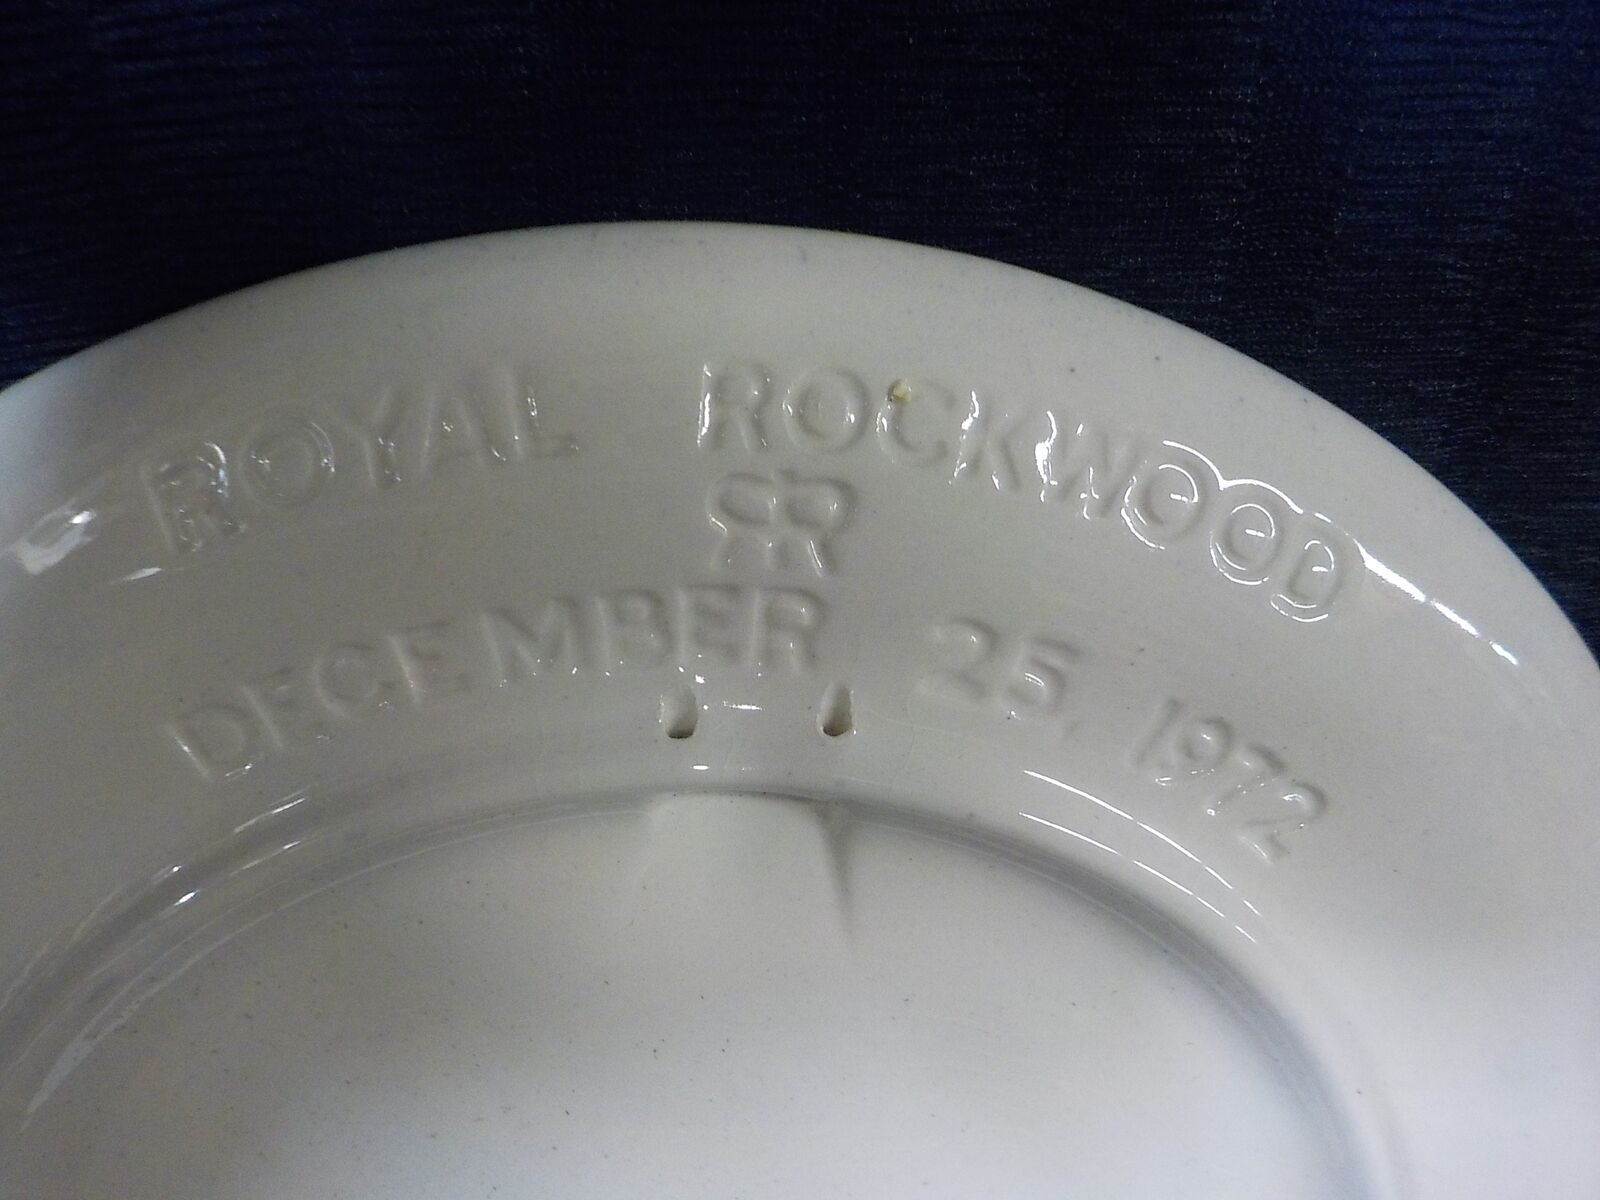 ROYAL ROCKWOOD
RR
DECEMBER 25, 1972